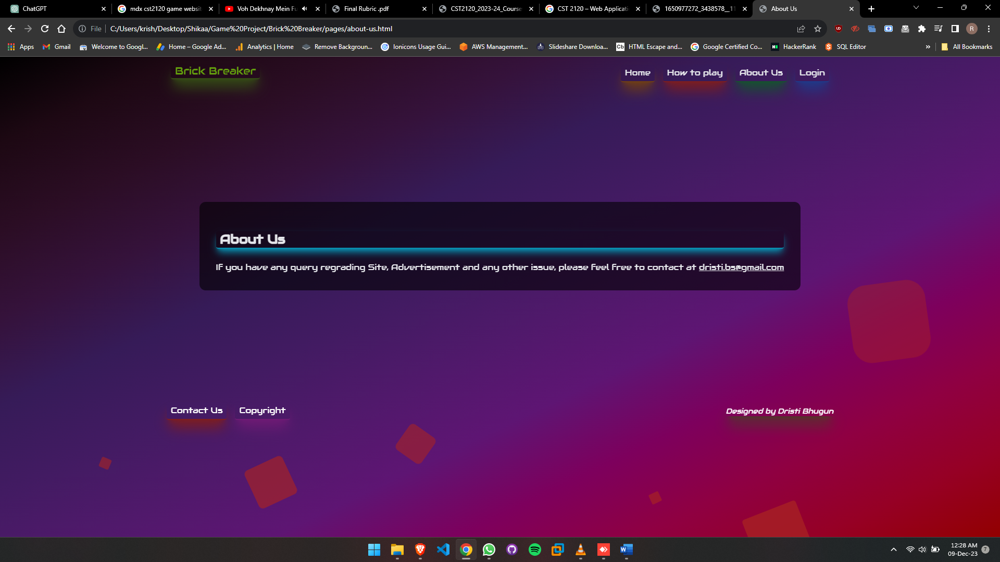 ChatGPT
mdx cst2120 game websit
Voh Dekhnay Mein Fu
Final Rubric .pdf
CST2120_2023-24_Course
CST 2120 – Web Applicati
1650977272_3438578__11
About Us
File
C:/Users/krish/Desktop/Shikaa/Game%20Project/Brick%20Breaker/pages/about-us.html
R
Apps
Gmail
Welcome to Googl...
Home – Google Ad...
Analytics | Home
Remove Backgroun...
Ionicons Usage Gui...
AWS Management...
Slideshare Downloa...
Cb
HTML Escape and...
Google Certified Co...
HackerRank
SQL Editor
»
All Bookmarks
Brick Breaker
Home
How to play
About Us
Login
About Us
IF you have any query regrading Site, Advertisement and any other issue, please Feel Free to contact at dristi.bs@gmail.com
Contact Us
Copyright
Designed by Dristi Bhugun
12:28 AM
09-Dec-23
7